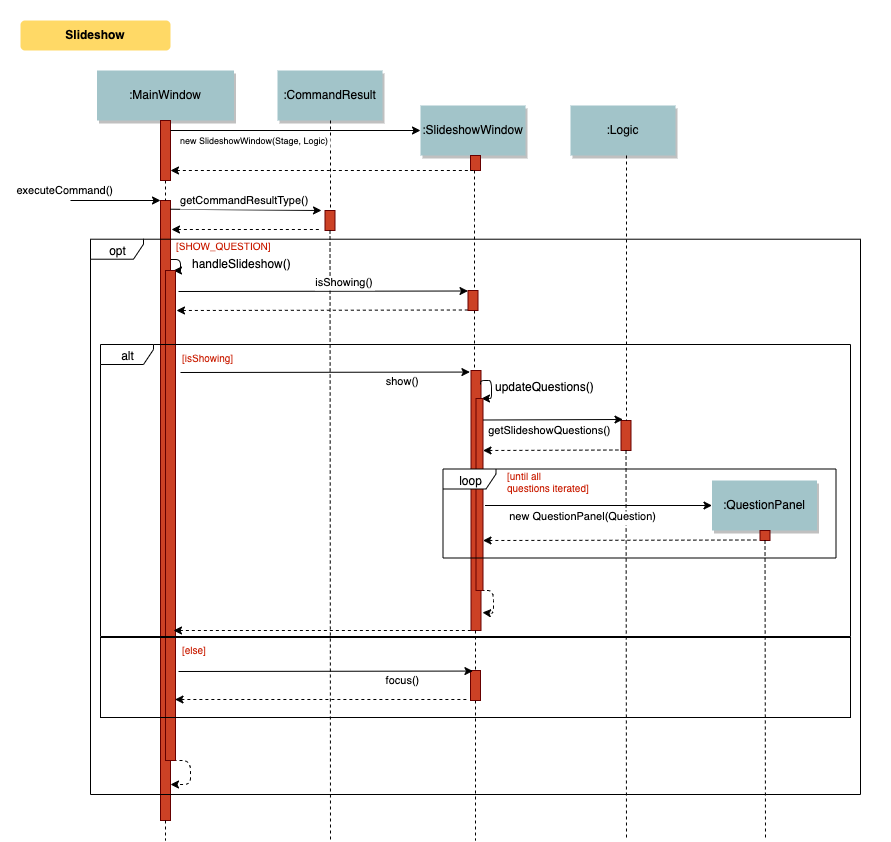 Slideshow
:MainWindow
:CommandResult
:SlideshowWindow
:Logic
new SlideshowWindow(Stage, Logic)
executeCommand()
getCommandResultType()
opt
[SHOW_QUESTION]
handleSlideshow()
isShowing()
alt
[isShowing]
show()
updateQuestions()
getSlideshowQuestions()
loop
[until all
questions iterated]
new QuestionPanel(Question)
:QuestionPanel
[else]
focus()